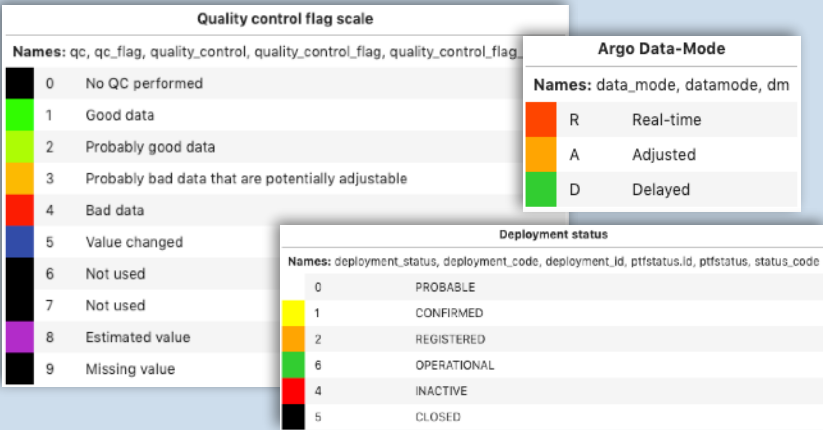 Quality control flag scale
Names: qc, qc_flag, quality_control, quality_control_flag, quality_control_flag_
0 No QC performed
1 Good data
2 Probably good data
3 Probably bad data that are potentially adjustable
4 Bad data
5 Value changed
6 Not used
7 Not used
8 Estimated value
9 Missing value
Argo Data-Mode
Names: data_mode, datamode, dm
R Real-time
A Adjusted
D Delayed
Deployment status
Names: deployment_status, deployment_code, deployment_id, ptfstatus.id, ptfstatus, status_code
0 PROBABLE
1 CONFIRMED
2 REGISTERED
6 OPERATIONAL
4 INACTIVE
5 CLOSED